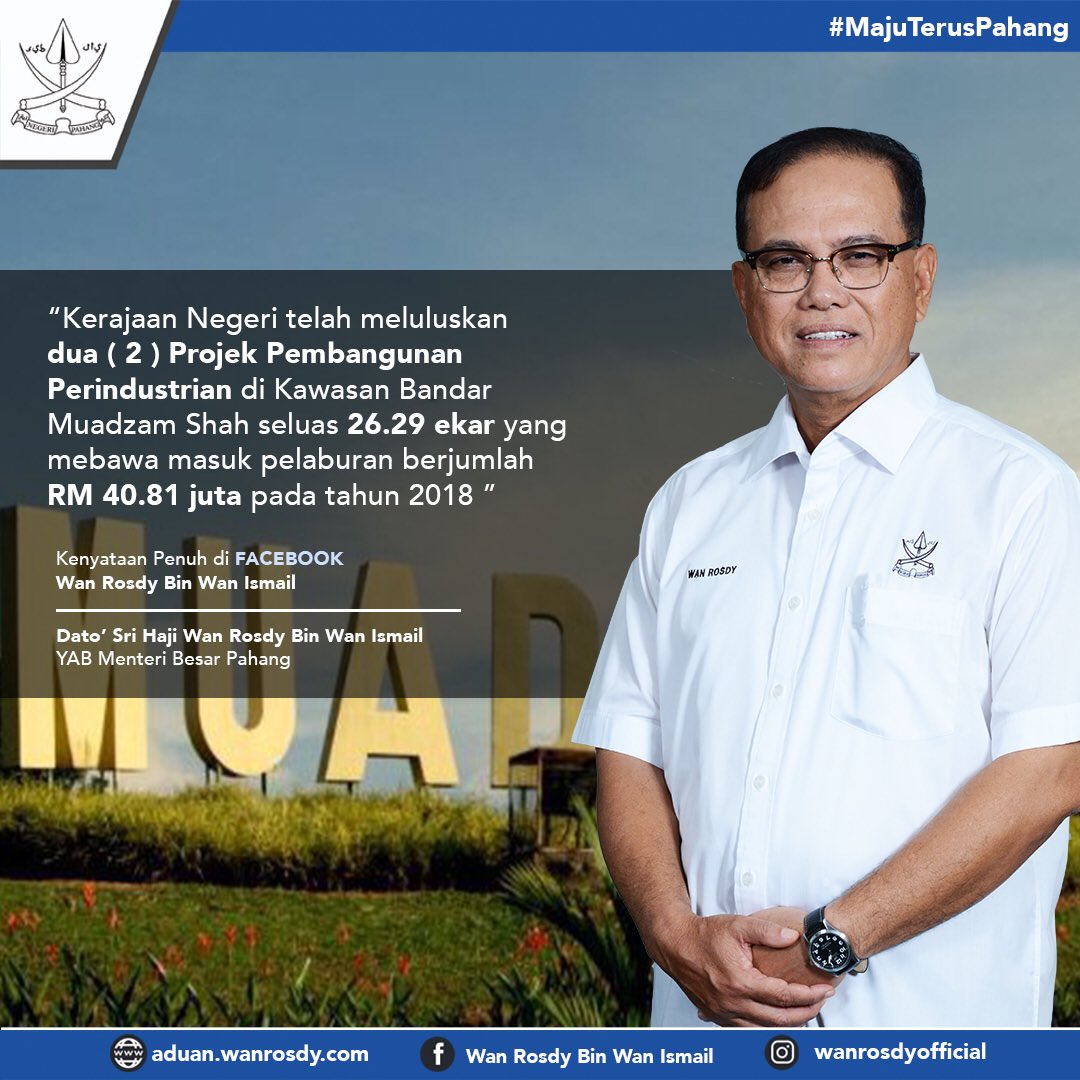 #MajuTerusPahang
NEGERI PAHANG
“Kerajaan Negeri telah meluluskan
dua ( 2 ) Projek Pembangunan
Perindustrian di Kawasan Bandar
Muadzam Shah seluas 26.29 ekar yang
mebawa masuk pelaburan berjumlah
RM 40.81 juta pada tahun 2018 ”
Kenyataan Penuh di FACEBOOK
Wan Rosdy Bin Wan Ismail
Dato’ Sri Haji Wan Rosdy Bin Wan Ismail
YAB Menteri Besar Pahang
WAN ROSDY
MUAD
aduan.wanrosdy.com
Wan Rosdy Bin Wan Ismail
wanrosdyofficial